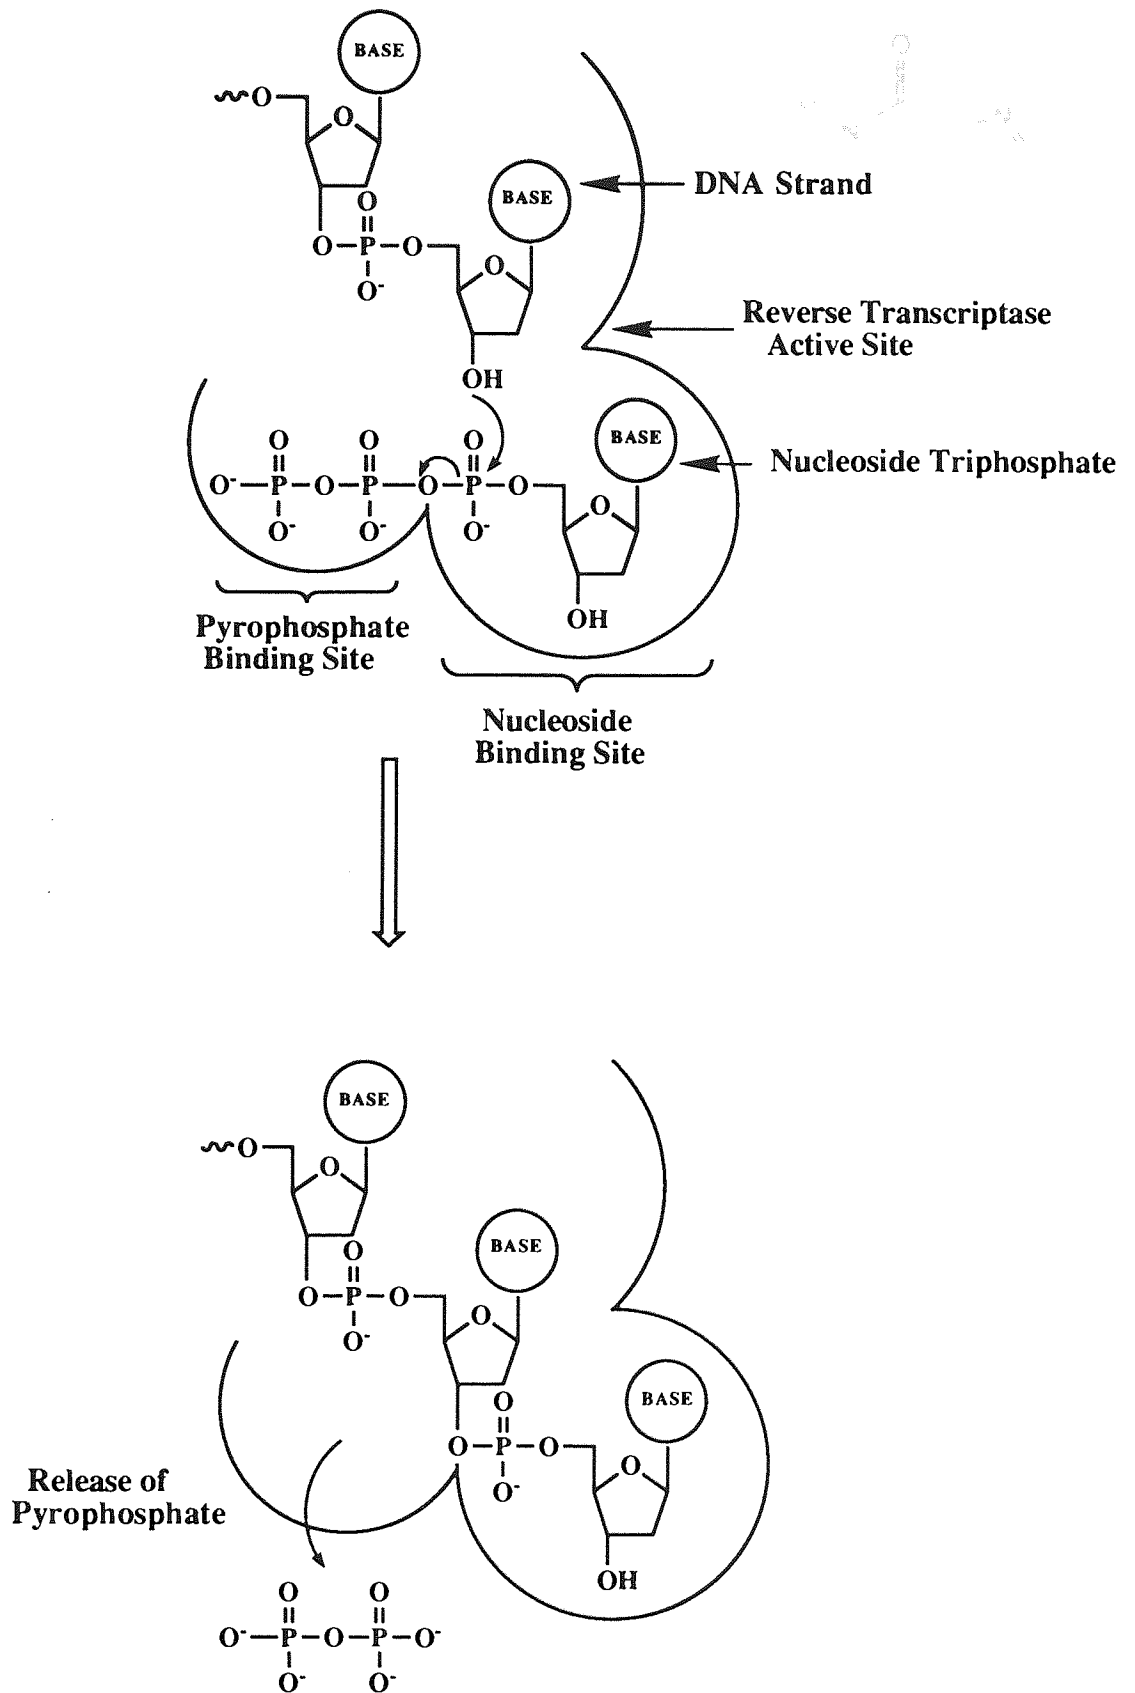 BASE
O
O
BASE
DNA Strand
O
O-P-O
O
O-
Reverse Transcriptase
Active Site
OH
BASE
Nucleoside Triphosphate
O O O
O- -P-O-P-O-P-O
O
O- O- O-
OH
Pyrophosphate
Binding Site
Nucleoside
Binding Site
BASE
O
O
BASE
O
O-P-O
O
O-
BASE
O
O-P-O
O
O-
Release of
Pyrophosphate
OH
O O
O- -P-O-P-O-
O- O-